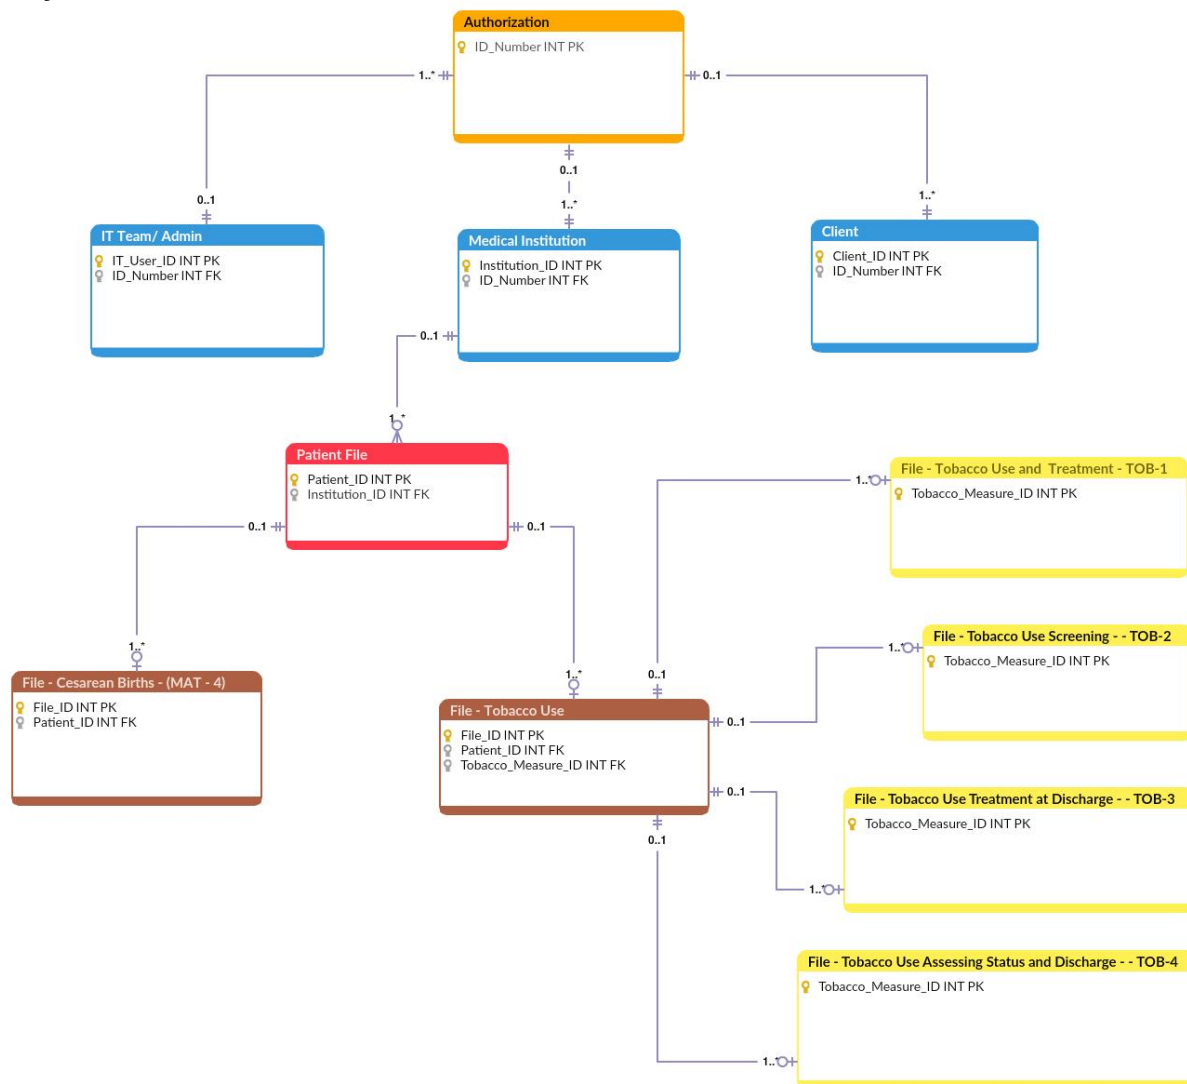 Authorization
ID_Number INT PK
1..*
0..1
0..1
0..1
1..*
1..*
IT Team/ Admin
IT_User_ID INT PK
ID_Number INT FK
Medical Institution
Institution_ID INT PK
ID_Number INT FK
Client
Client_ID INT PK
ID_Number INT FK
0..1
1..*
Patient File
Patient_ID INT PK
Institution_ID INT FK
0..1
0..1
1..*
1..*
File - Cesarean Births - (MAT - 4)
File_ID INT PK
Patient_ID INT FK
File - Tobacco Use
File_ID INT PK
Patient_ID INT FK
Tobacco_Measure_ID INT FK
0..1
0..1
0..1
0..1
1..*
File - Tobacco Use and Treatment - TOB-1
Tobacco_Measure_ID INT PK
1..*
File - Tobacco Use Screening - - TOB-2
Tobacco_Measure_ID INT PK
1..*
File - Tobacco Use Treatment at Discharge - - TOB-3
Tobacco_Measure_ID INT PK
1..*
File - Tobacco Use Assessing Status and Discharge - - TOB-4
Tobacco_Measure_ID INT PK